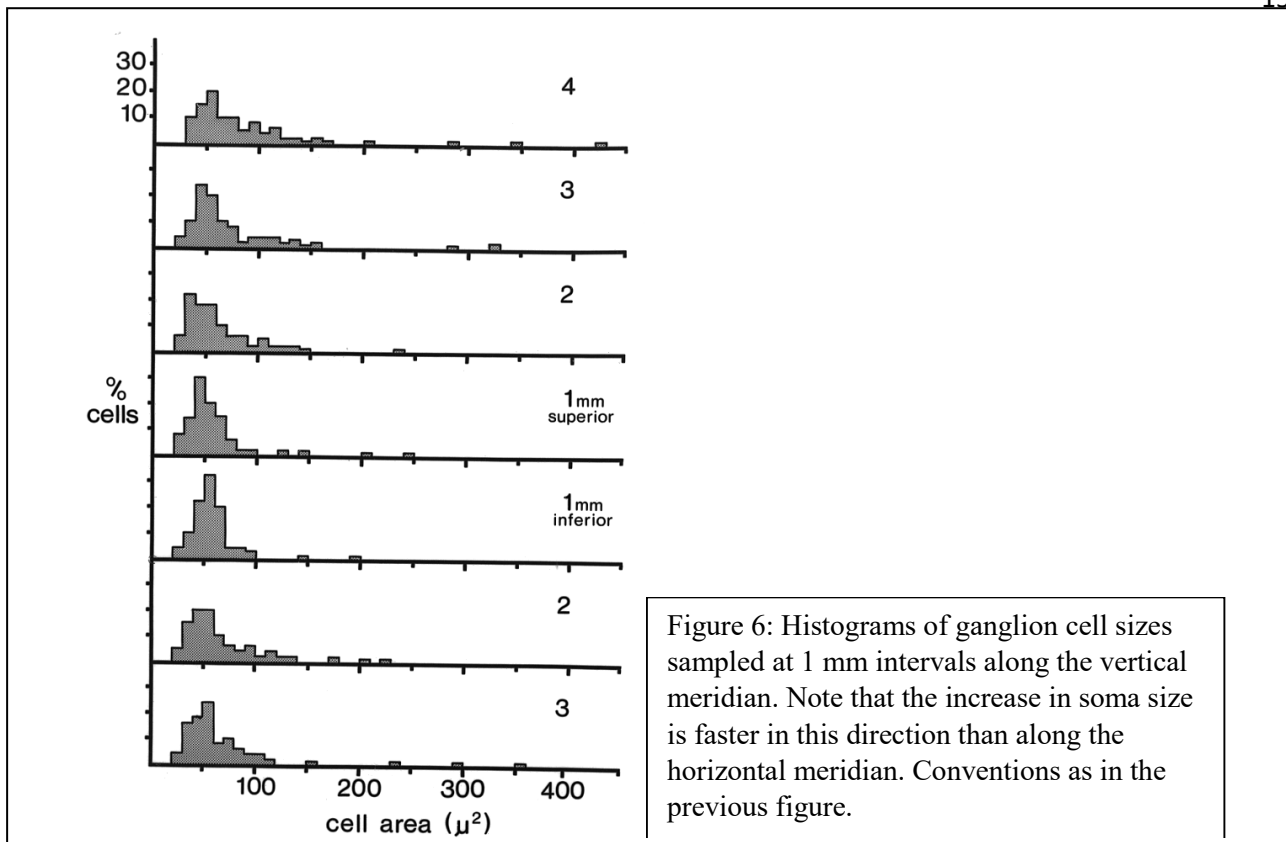 30
20
10
4
3
2
%
cells
1mm
superior
1mm
inferior
2
3
100 200 300 400
cell area (μ²)
Figure 6: Histograms of ganglion cell sizes
sampled at 1 mm intervals along the vertical
meridian. Note that the increase in soma size
is faster in this direction than along the
horizontal meridian. Conventions as in the
previous figure.